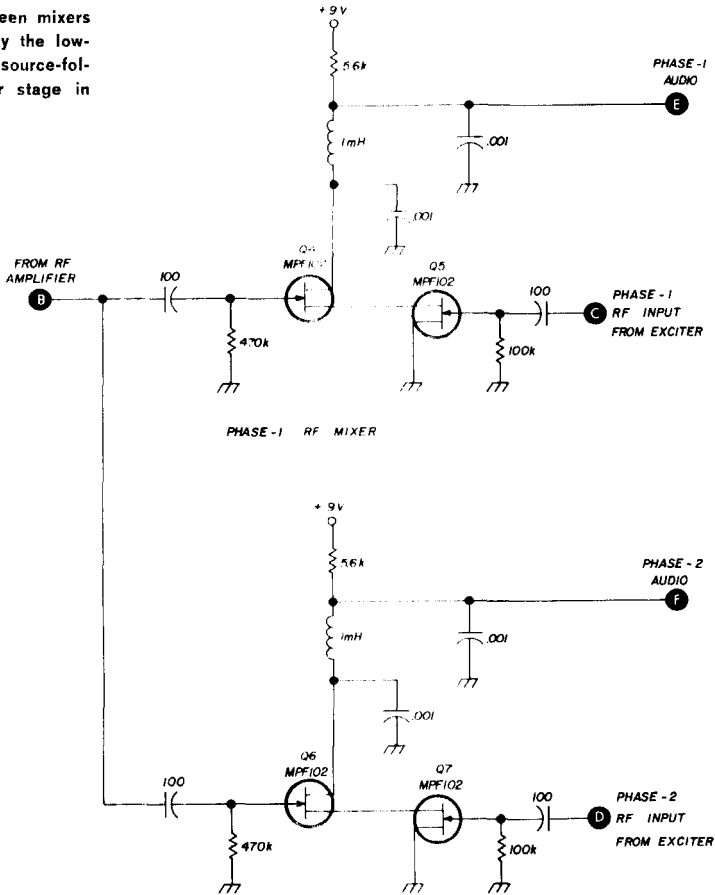 een mixers
y the low-
source-fol-
r stage in
+9V
5.6k
PHASE-1
AUDIO
E
1mH
.001
.001
FROM RF
AMPLIFIER
B
100
Q4
Q5
MPF102
470k
100
C
PHASE-1
RF INPUT
FROM EXCITER
100k
PHASE-1 RF MIXER
+9V
5.6k
PHASE-2
AUDIO
F
1mH
.001
.001
100
Q6
MPF102
Q7
MPF102
470k
100
D
PHASE-2
RF INPUT
FROM EXCITER
100k